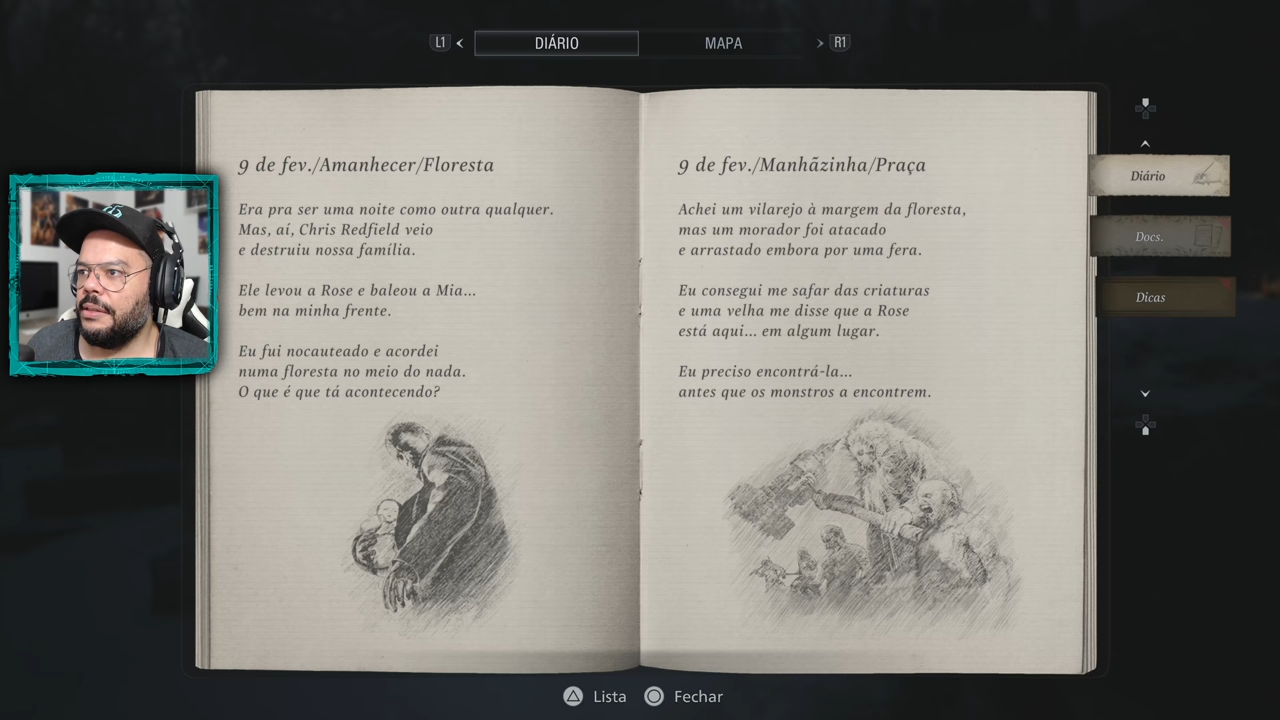 L1
DIÁRIO
MAPA
R1
9 de fev./Amanhecer/Floresta
Era pra ser uma noite como outra qualquer.
Mas, aí, Chris Redfield veio
e destruiu nossa família.
Ele levou a Rose e baleou a Mia...
bem na minha frente.
Eu fui nocauteado e acordei
numa floresta no meio do nada.
O que é que tá acontecendo?
9 de fev./Manhãzinha/Praça
Achei um vilarejo à margem da floresta,
mas um morador foi atacado
e arrastado embora por uma fera.
Eu consegui me safar das criaturas
e uma velha me disse que a Rose
está aqui... em algum lugar.
Eu preciso encontrá-la...
antes que os monstros a encontrem.
Diário
Docs.
Dicas
Lista
Fechar